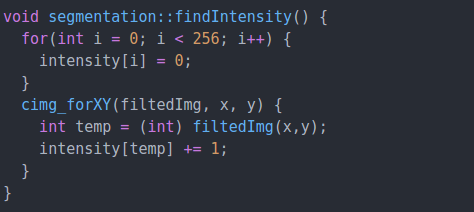 void segmentation::findIntensity() {
  for(int i = 0; i < 256; i++) {
    intensity[i] = 0;
  }
  cimg_forXY(filtedImg, x, y) {
    int temp = (int) filtedImg(x,y);
    intensity[temp] += 1;
  }
}